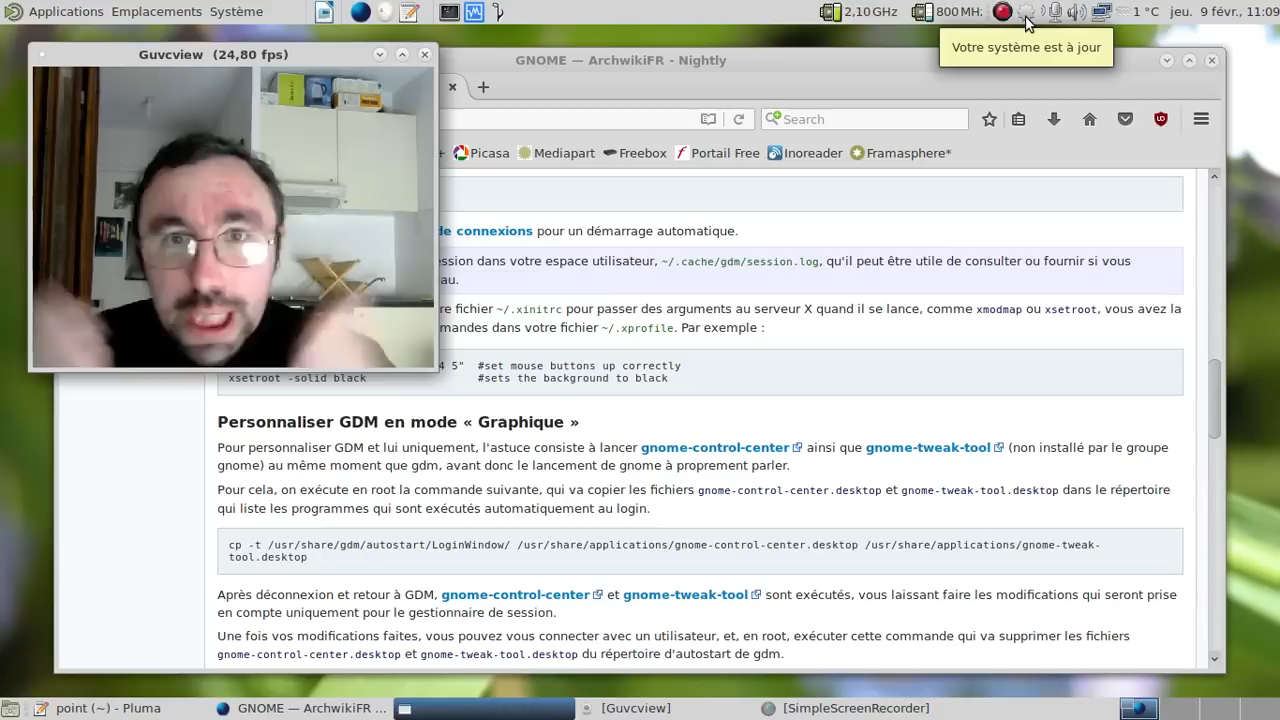 Applications Emplacements Système 2,10 GHz 800 MH: 1 °C jeu. 9 févr., 11:09
Votre système est à jour
Guvcview (24,80 fps)
GNOME — ArchwikiFR - Nightly
Search
Picasa Mediapart Freebox Portail Free Inoreader Framasphere*
de connexions pour un démarrage automatique.
ession dans votre espace utilisateur, ~/.cache/gdm/session.log, qu'il peut être utile de consulter ou fournir si vous
au.
re fichier ~/.xinitrc pour passer des arguments au serveur X quand il se lance, comme xmodmap ou xsetroot, vous avez la
mandes dans votre fichier ~/.xprofile. Par exemple :
4 5" #set mouse buttons up correctly
xsetroot -solid black #sets the background to black
Personnaliser GDM en mode « Graphique »
Pour personnaliser GDM et lui uniquement, l'astuce consiste à lancer gnome-control-center ainsi que gnome-tweak-tool (non installé par le groupe
gnome) au même moment que gdm, avant donc le lancement de gnome à proprement parler.
Pour cela, on exécute en root la commande suivante, qui va copier les fichiers gnome-control-center.desktop et gnome-tweak-tool.desktop dans le répertoire
qui liste les programmes qui sont exécutés automatiquement au login.
cp -t /usr/share/gdm/autostart/LoginWindow/ /usr/share/applications/gnome-control-center.desktop /usr/share/applications/gnome-tweak-
tool.desktop
Après déconnexion et retour à GDM, gnome-control-center et gnome-tweak-tool sont exécutés, vous laissant faire les modifications qui seront prise
en compte uniquement pour le gestionnaire de session.
Une fois vos modifications faites, vous pouvez vous connecter avec un utilisateur, et, en root, exécuter cette commande qui va supprimer les fichiers
gnome-control-center.desktop et gnome-tweak-tool.desktop du répertoire d'autostart de gdm.
point (~) - Pluma GNOME — ArchwikiFR ... [Guvcview] [SimpleScreenRecorder]